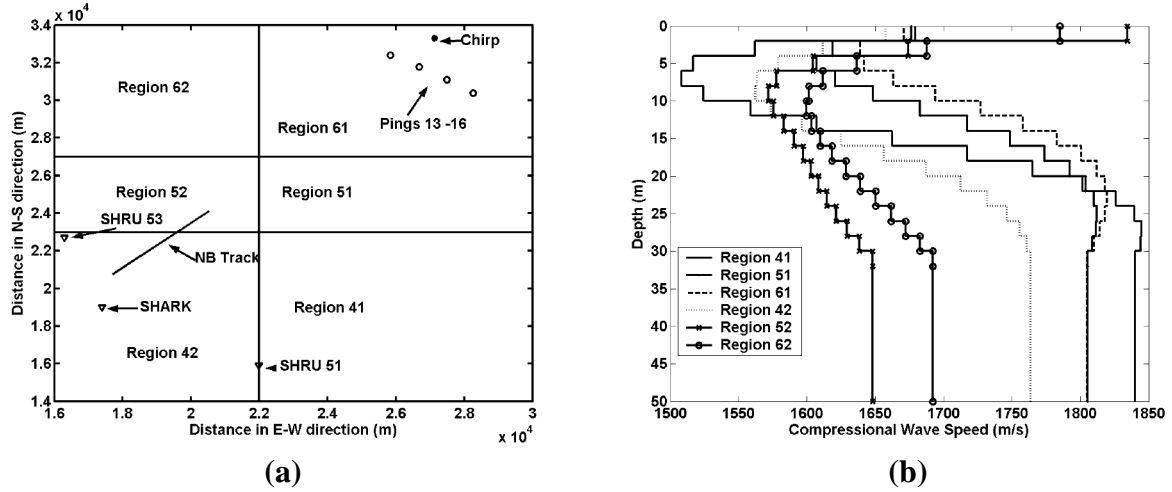 3.4
3.2
3
2.8
2.6
2.4
2.2
2
1.8
1.6
1.4
Distance in N-S direction (m)
x 10⁴
Chirp
Region 62
Region 61
Pings 13 -16
Region 52
Region 51
SHRU 53
NB Track
SHARK
Region 41
Region 42
SHRU 51
1.6 1.8 2 2.2 2.4 2.6 2.8 3
Distance in E-W direction (m)
x 10⁴
(a)
0
5
10
15
20
25
30
35
40
45
50
Depth (m)
Region 41
Region 51
Region 61
Region 42
Region 52
Region 62
1500 1550 1600 1650 1700 1750 1800 1850
Compressional Wave Speed (m/s)
(b)